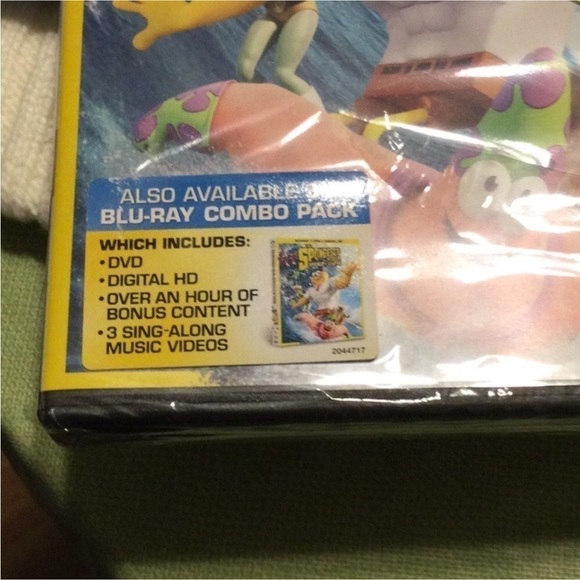 ALSO AVAILABLE
BLU-RAY COMBO PACK
WHICH INCLUDES:
•DVD
•DIGITAL HD
•OVER AN HOUR OF
BONUS CONTENT
•3 SING-ALONG
MUSIC VIDEOS
2044717